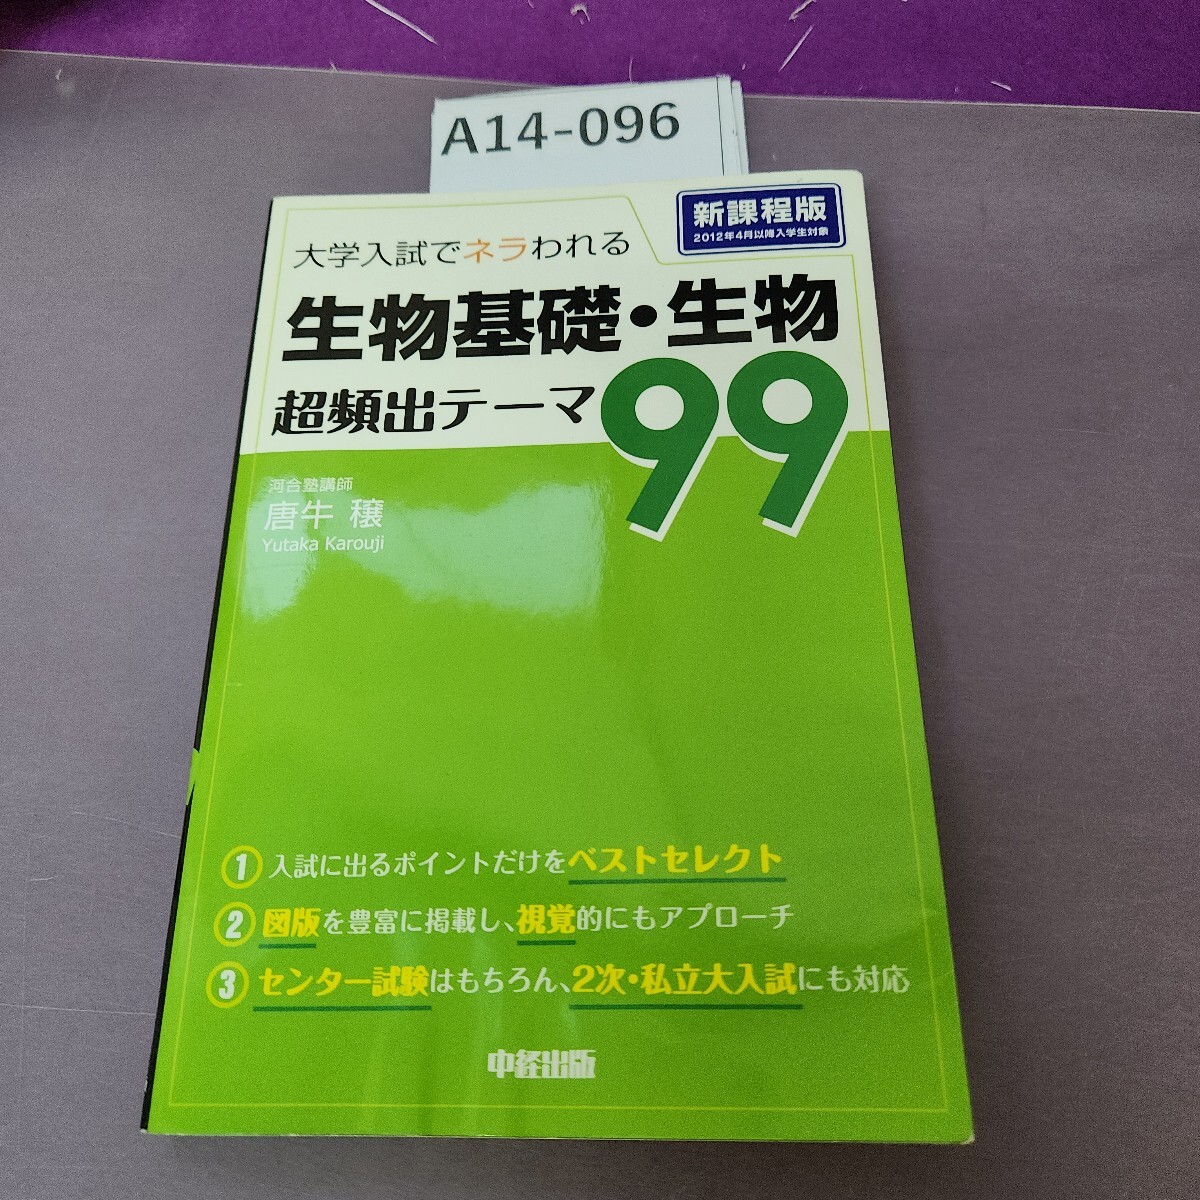 A14-096
新課程版
2012年4月以降入学生対象
大学入試でネラわれる
生物基礎・生物
超頻出テーマ99
河合塾講師
唐牛 穣
Yutaka Karouji
1 入試に出るポイントだけをベストセレクト
2 図版を豊富に掲載し、視覚的にもアプローチ
3 センター試験はもちろん、2次・私立大入試にも対応
中経出版